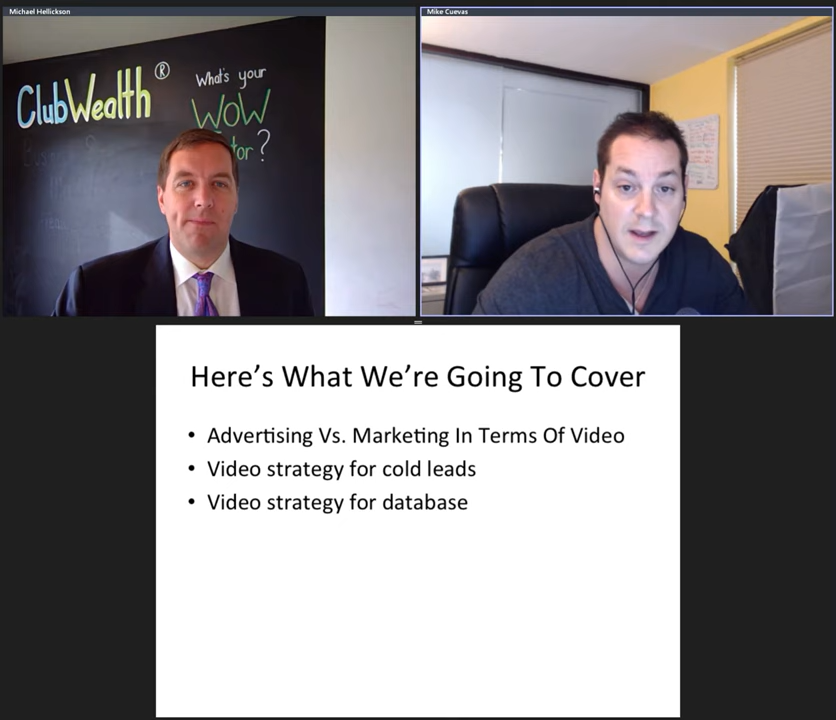 Michael Hellickson
Mike Cuevas
ClubWealth®
What's your
WOW
tor?
Here's What We're Going To Cover
• Advertising Vs. Marketing In Terms Of Video
• Video strategy for cold leads
• Video strategy for database